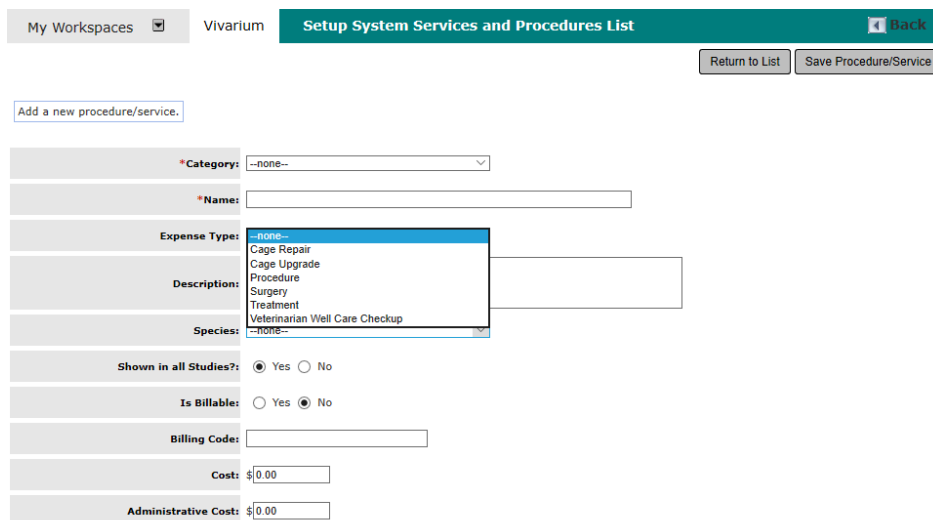 My Workspaces Vivarium Setup System Services and Procedures List Back
Return to List Save Procedure/Service
Add a new procedure/service.
*Category: --none--
*Name:
Expense Type: --none--
Cage Repair
Cage Upgrade
Procedure
Description:
Surgery
Treatment
Veterinarian Well Care Checkup
Species: --none--
Shown in all Studies?: Yes No
Is Billable: Yes No
Billing Code:
Cost: $0.00
Administrative Cost: $0.00